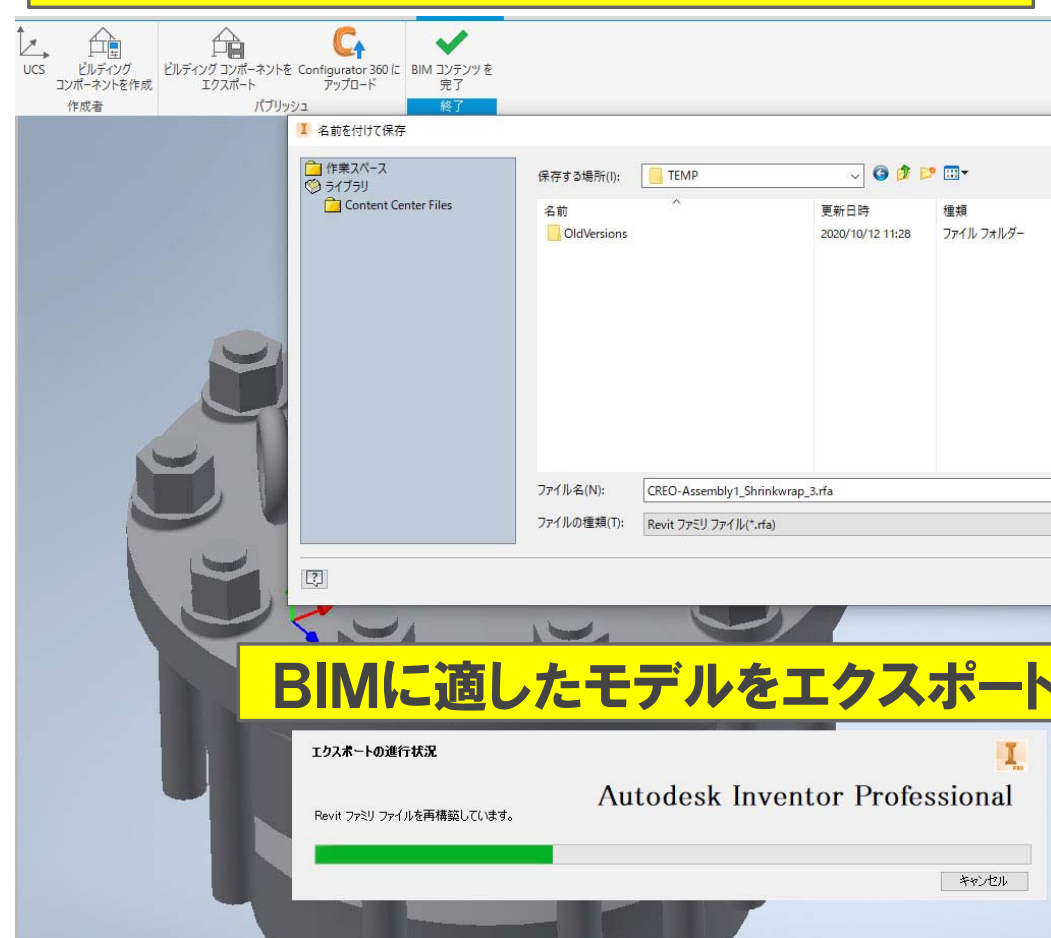 UCS
ビルディング
コンポーネントを作成
ビルディング コンポーネントを
エクスポート
Configurator 360 に
アップロード
BIM コンテンツを
完了
作成者
パブリッシュ
終了
名前を付けて保存
作業スペース
ライブラリ
Content Center Files
保存する場所(I):
TEMP
名前
更新日時
種類
OldVersions
2020/10/12 11:28
ファイル フォルダー
ファイル名(N):
CREO-Assembly1_Shrinkwrap_3.rfa
ファイルの種類(T):
Revit ファミリ ファイル(*.rfa)
BIMに適したモデルをエクスポート
エクスポートの進行状況
Autodesk Inventor Professional
Revit ファミリ ファイルを再構築しています。
キャンセル